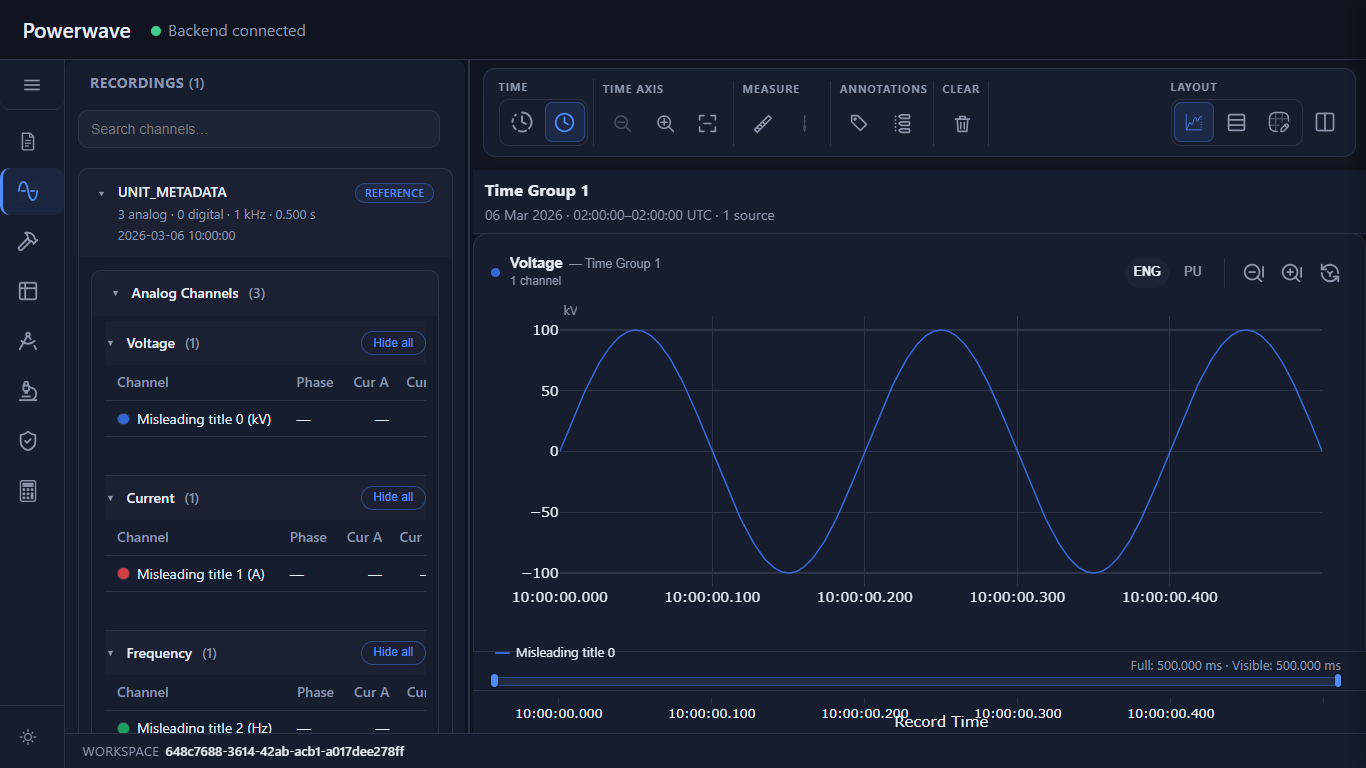 Powerwave
Backend connected
RECORDINGS (1)
Search channels...
UNIT_METADATA
REFERENCE
3 analog · 0 digital · 1 kHz · 0.500 s
2026-03-06 10:00:00
Analog Channels (3)
Voltage (1)
Hide all
Channel Phase Cur A Cur
Misleading title 0 (kV) — —
Current (1)
Hide all
Channel Phase Cur A Cur
Misleading title 1 (A) — — –
Frequency (1)
Hide all
Channel Phase Cur A Cur
Misleading title 2 (Hz) — —
TIME
TIME AXIS
MEASURE
ANNOTATIONS
CLEAR
LAYOUT
Time Group 1
06 Mar 2026 · 02:00:00–02:00:00 UTC · 1 source
Voltage — Time Group 1
1 channel
ENG PU
kV
100
50
0
−50
−100
10:00:00.000 10:00:00.100 10:00:00.200 10:00:00.300 10:00:00.400
Misleading title 0
Full: 500.000 ms · Visible: 500.000 ms
10:00:00.000 10:00:00.100 10:00:00.200 10:00:00.300 10:00:00.400
Record Time
WORKSPACE 648c7688-3614-42ab-acb1-a017dee278ff